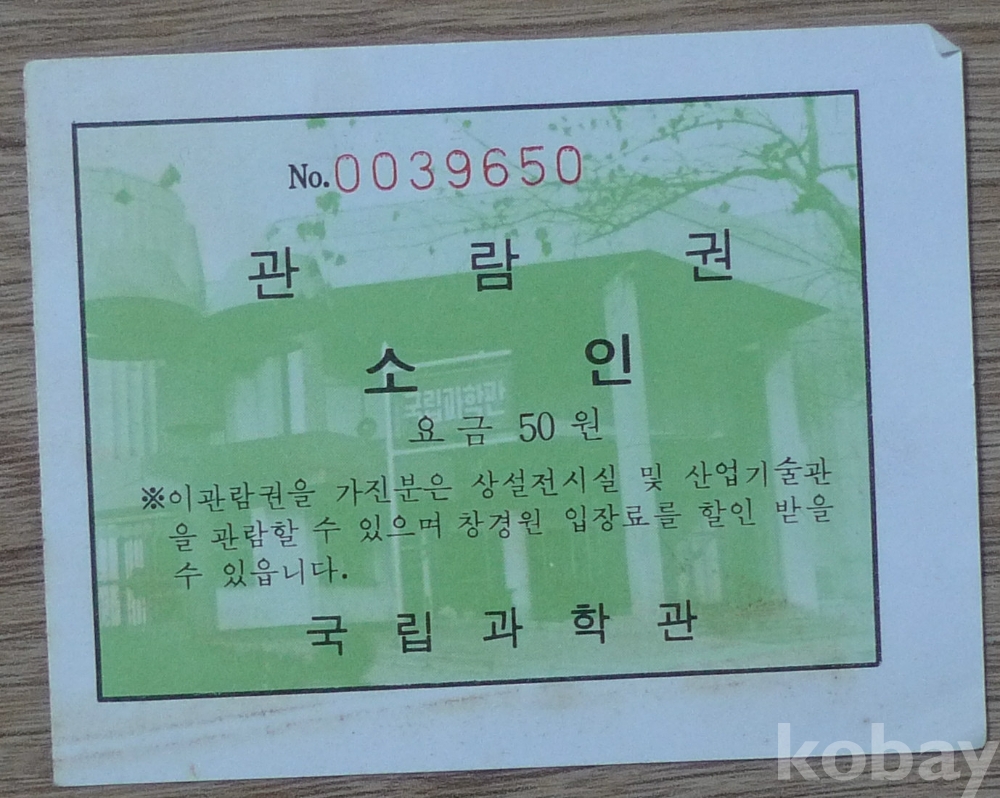 No.0039650
관 람 권
소 인
국립과학관
요 금 50 원
※이관람권을 가진분은 상설전시실 및 산업기술관
을 관람할 수 있으며 창경원 입장료를 할인 받을
수 있읍니다.
국 립 과 학 관
kobay